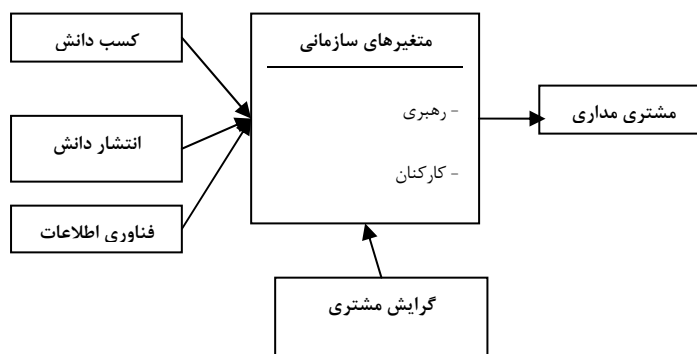 کسب دانش
متغیرهای سازمانی
مشتری مداری
- رهبری
انتشار دانش
- کارکنان
فناوری اطلاعات
گرایش مشتری